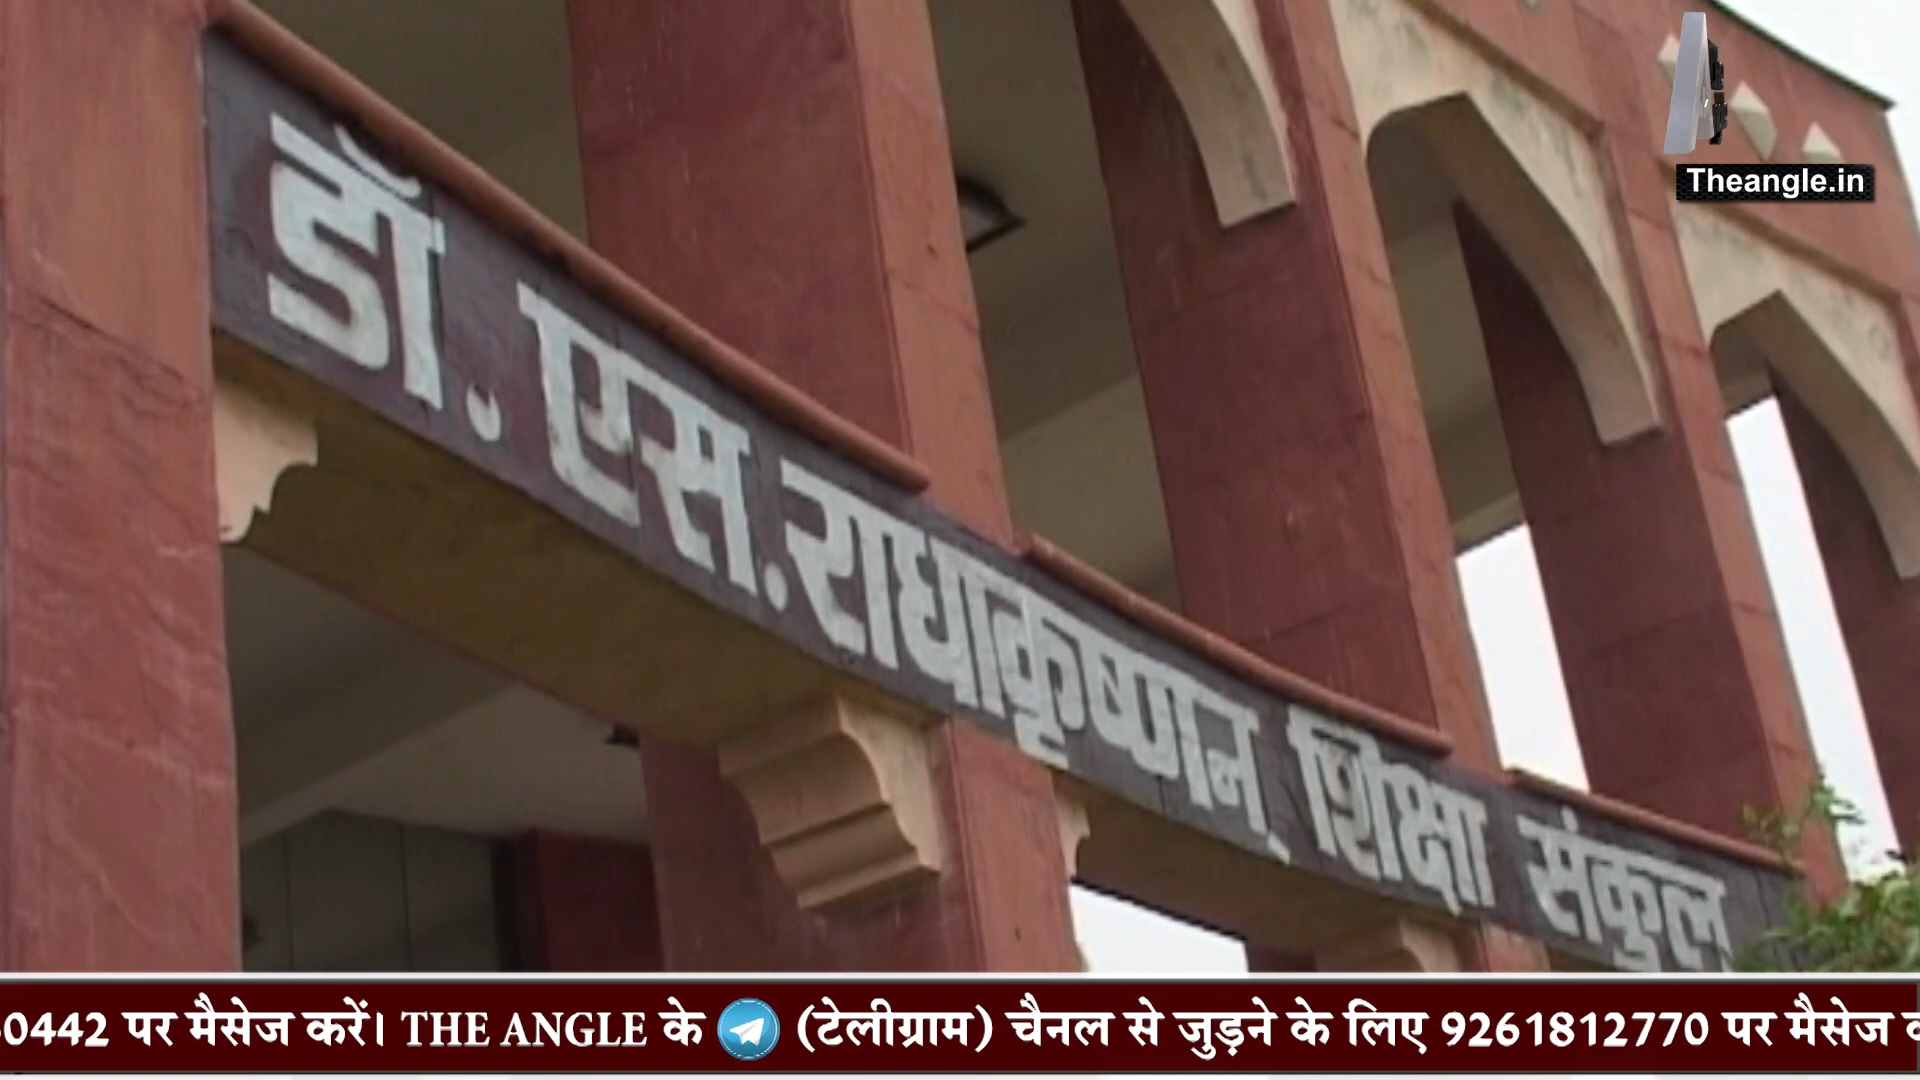 Theangle.in
डॉ. एस. राधाकृष्णन् शिक्षा संकुल
0442 पर मैसेज करें। THE ANGLE के (टेलीग्राम) चैनल से जुड़ने के लिए 9261812770 पर मैसेज